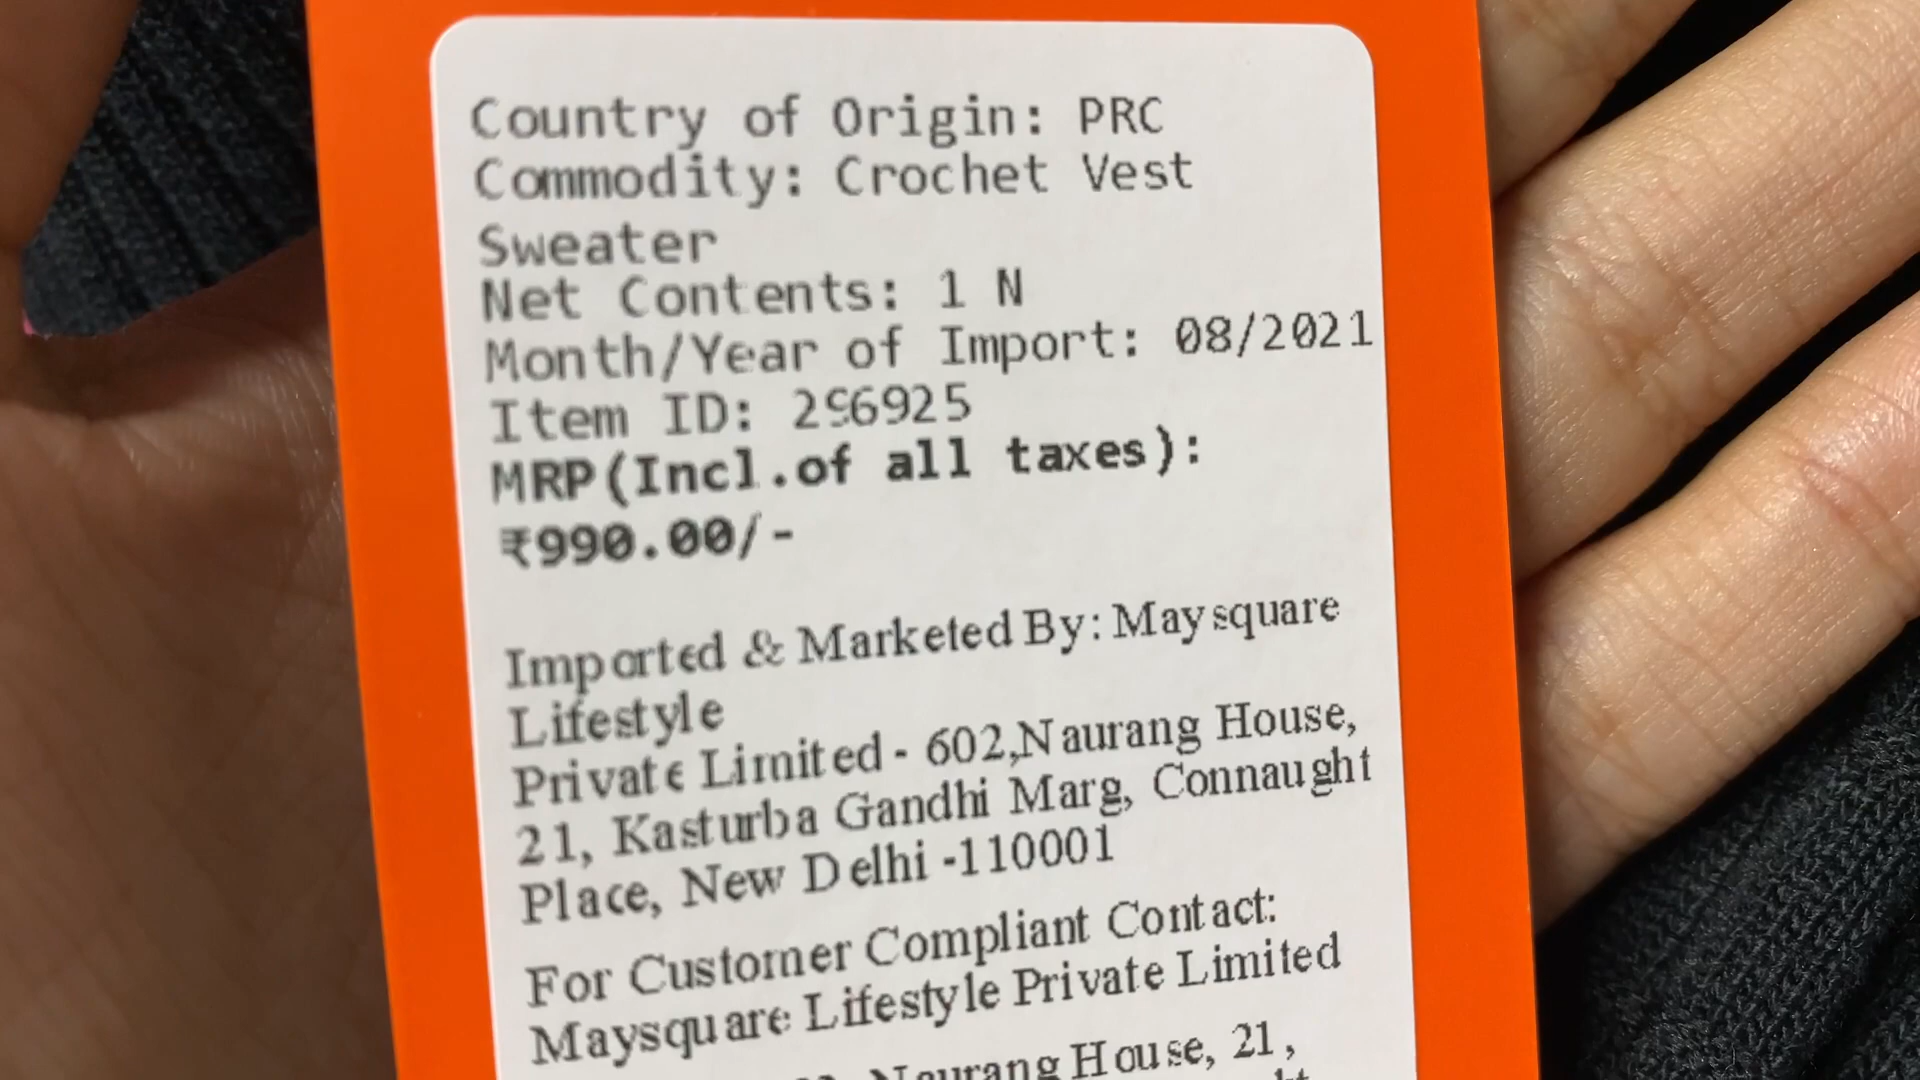 Country of Origin: PRC
Commodity: Crochet Vest
Sweater
Net Contents: 1 N
Month/Year of Import: 08/2021
Item ID:
MRP(Incl.of all taxes):
₹990.00/-
Imported & Marketed By: Maysquare
Lifestyle
Private Limited - 602,Naurang House,
21, Kasturba Gandhi Marg, Connaught
Place, New Delhi -110001
For Customer Compliant Contact:
Maysquare Lifestyle Private Limited
Naurang House, 21,